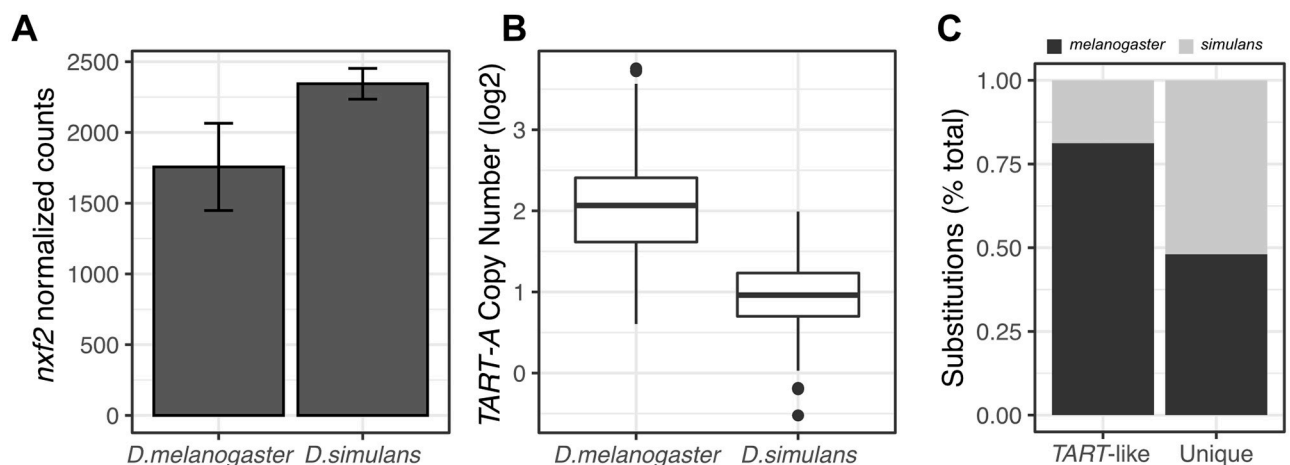 A
nxf2 normalized counts
2500
2000
1500
1000
500
0
D.melanogaster D.simulans
B
TART-A Copy Number (log2)
3
2
1
0
D.melanogaster D.simulans
C
melanogaster simulans
Substitutions (% total)
1.00
0.75
0.50
0.25
0.00
TART-like Unique